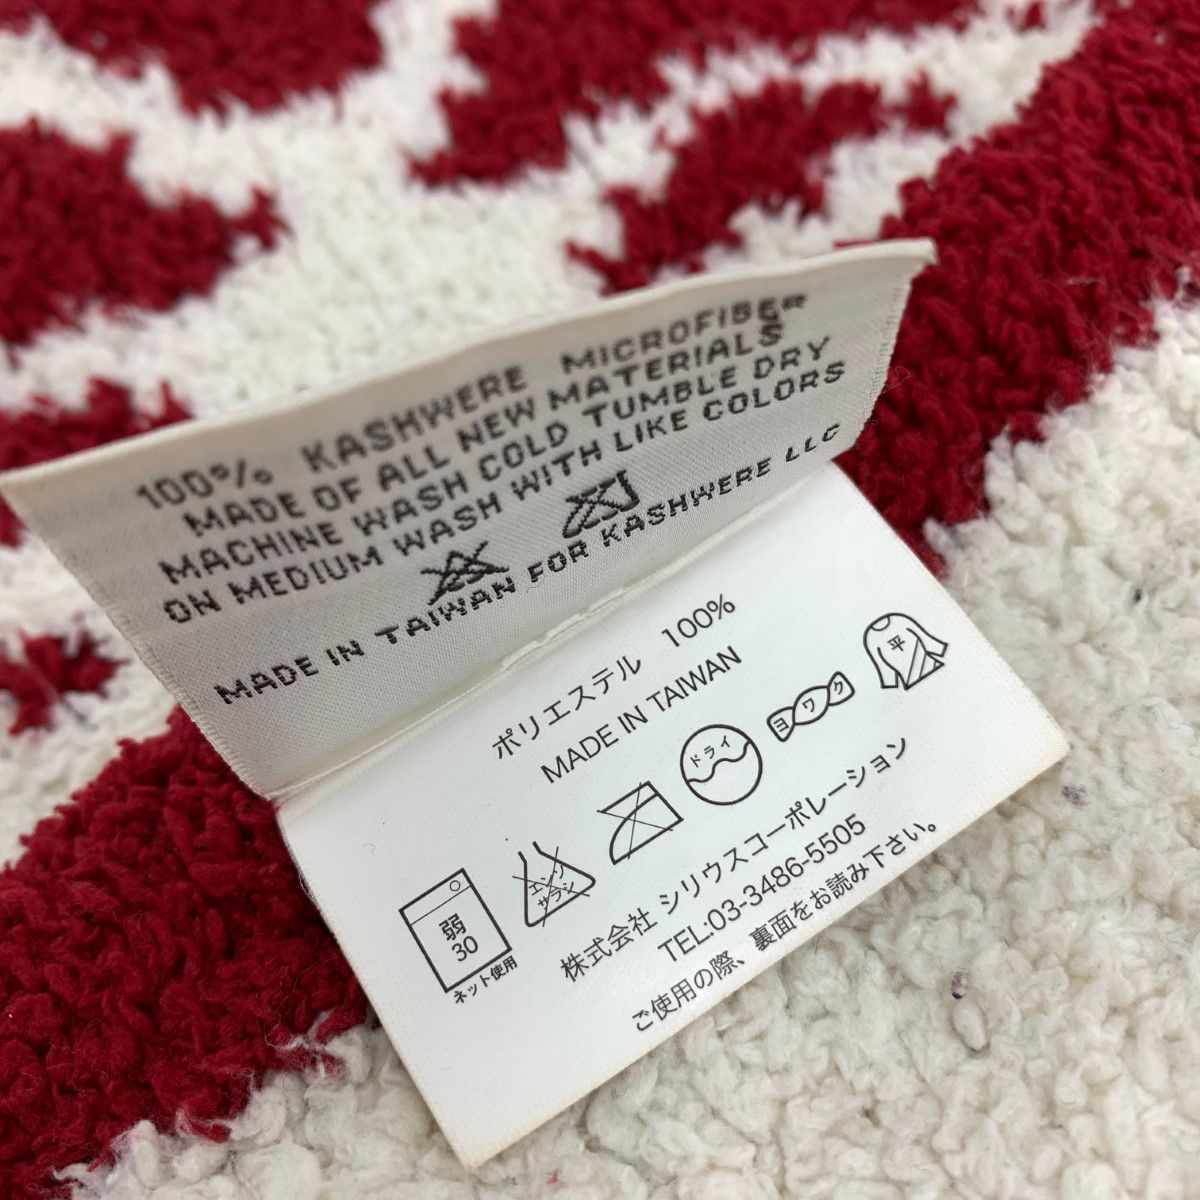 100% KASHWERE MICROFIBER
MADE OF ALL NEW MATERIALS
MACHINE WASH COLD TUMBLE DRY
ON MEDIUM WASH WITH LIKE COLORS
MADE IN TAIWAN FOR KASHWERE LLC
ポリエステル 100%
MADE IN TAIWAN
弱
30
ネット使用
エンソ
サラシ
ドライ
ヨワク
平
株式会社 シリウスコーポレーション
TEL:03-3486-5505
ご使用の際、裏面をお読み下さい。